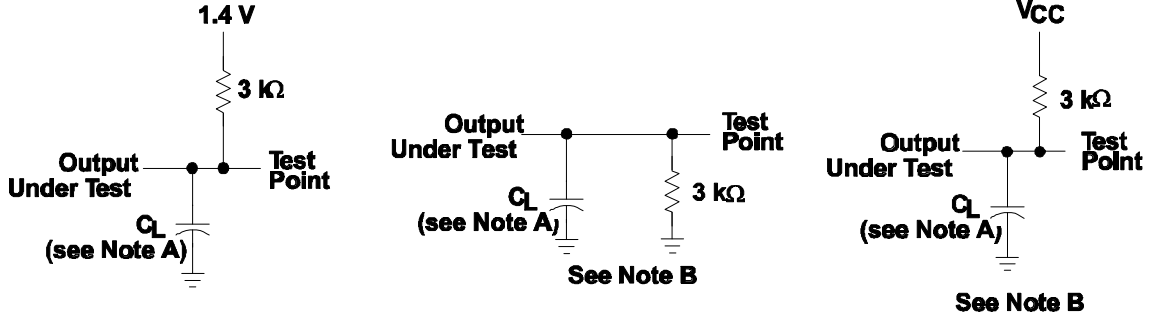 1.4 V
3 kΩ
Output
Under Test
Test
Point
CL
(see Note A)
Output
Under Test
Test
Point
CL
(see Note A)
3 kΩ
See Note B
VCC
3 kΩ
Output
Under Test
Test
Point
CL
(see Note A)
See Note B